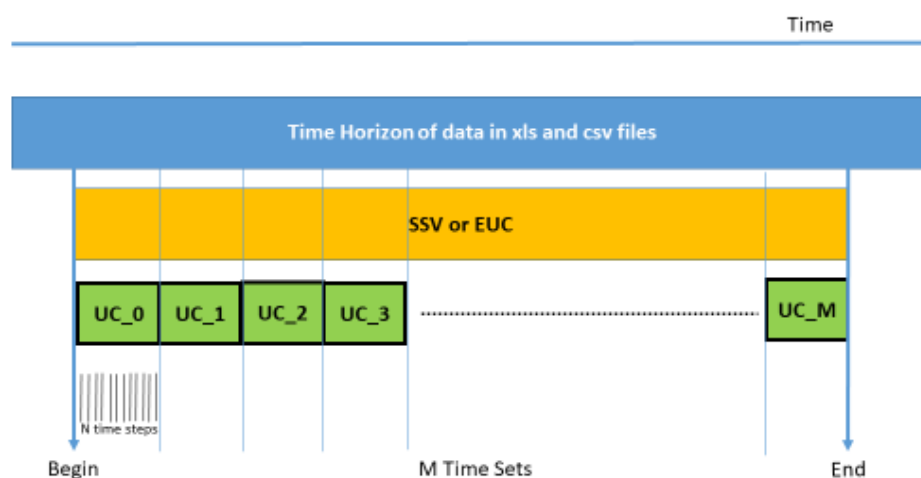 Time
Time Horizon of data in xls and csv files
SSV or EUC
UC_0 UC_1 UC_2 UC_3 UC_M
N time steps
Begin M Time Sets End